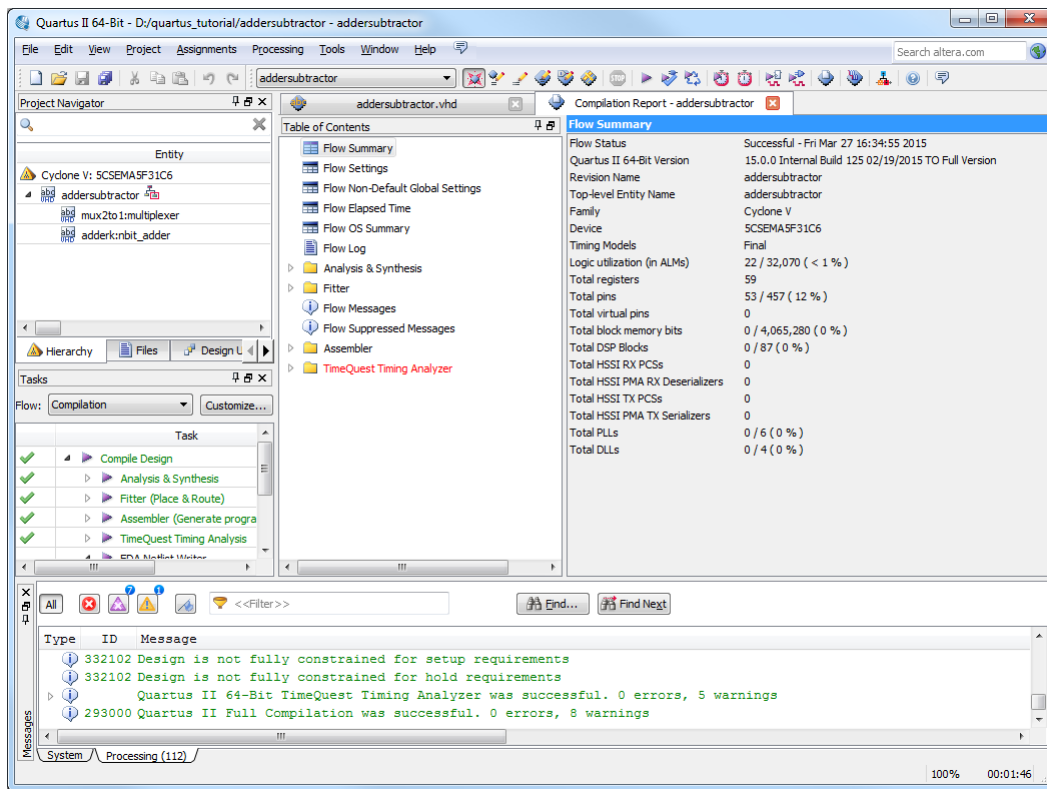 Quartus II 64-Bit - D:/quartus_tutorial/addersubtractor - addersubtractor
File Edit View Project Assignments Processing Tools Window Help
Search altera.com
addersubtractor
Project Navigator
Entity
Cyclone V: 5CSEMA5F31C6
addersubtractor
mux2to1:multiplexer
adderk:nbit_adder
Hierarchy Files Design U
Tasks
Flow: Compilation Customize...
Task
Compile Design
Analysis & Synthesis
Fitter (Place & Route)
Assembler (Generate progra
TimeQuest Timing Analysis
EDA Netlist Writer
addersubtractor.vhd
Compilation Report - addersubtractor
Table of Contents
Flow Summary
Flow Settings
Flow Non-Default Global Settings
Flow Elapsed Time
Flow OS Summary
Flow Log
Analysis & Synthesis
Fitter
Flow Messages
Flow Suppressed Messages
Assembler
TimeQuest Timing Analyzer
Flow Summary
Flow Status Successful - Fri Mar 27 16:34:55 2015
Quartus II 64-Bit Version 15.0.0 Internal Build 125 02/19/2015 TO Full Version
Revision Name addersubtractor
Top-level Entity Name addersubtractor
Family Cyclone V
Device 5CSEMA5F31C6
Timing Models Final
Logic utilization (in ALMs) 22 / 32,070 ( < 1 % )
Total registers 59
Total pins 53 / 457 ( 12 % )
Total virtual pins 0
Total block memory bits 0 / 4,065,280 ( 0 % )
Total DSP Blocks 0 / 87 ( 0 % )
Total HSSI RX PCSs 0
Total HSSI PMA RX Deserializers 0
Total HSSI TX PCSs 0
Total HSSI PMA TX Serializers 0
Total PLLs 0 / 6 ( 0 % )
Total DLLs 0 / 4 ( 0 % )
All 7 1 <<Filter>> Find... Find Next
Type ID Message
332102 Design is not fully constrained for setup requirements
332102 Design is not fully constrained for hold requirements
Quartus II 64-Bit TimeQuest Timing Analyzer was successful. 0 errors, 5 warnings
293000 Quartus II Full Compilation was successful. 0 errors, 8 warnings
Messages
System Processing (112)
100% 00:01:46